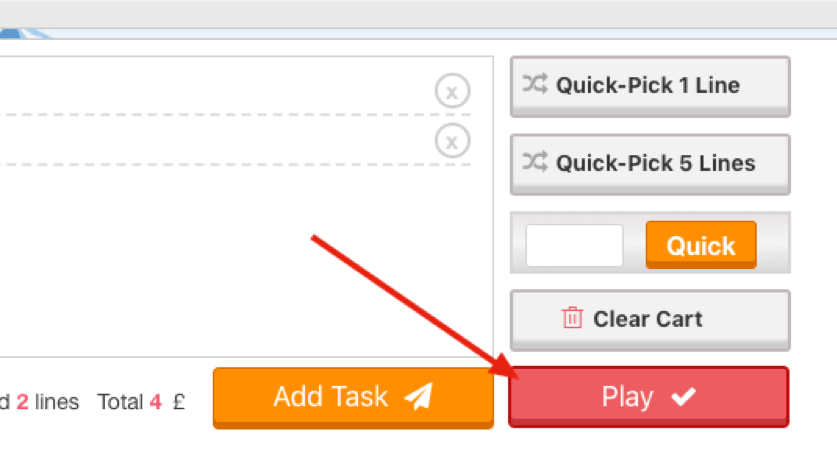 x
Quick-Pick 1 Line
x
Quick-Pick 5 Lines
Quick
Clear Cart
2 lines Total 4 £
Add Task
Play